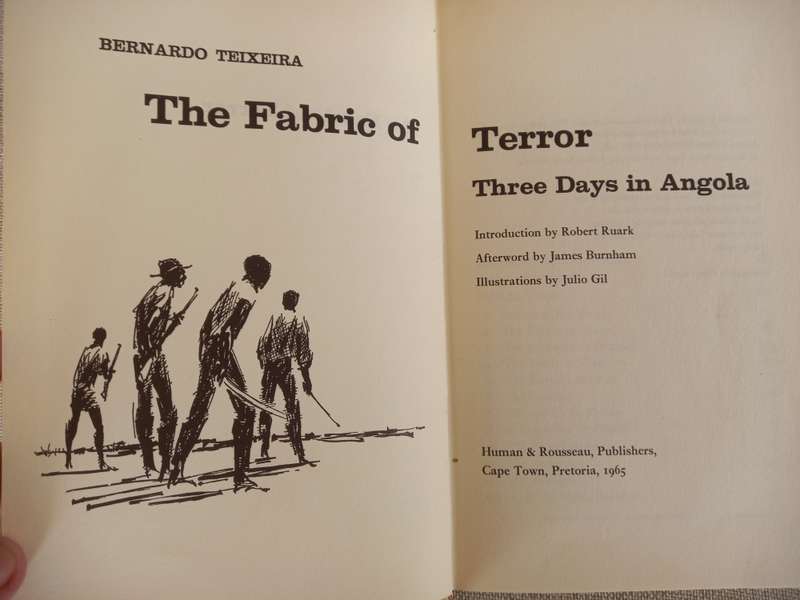 BERNARDO TEIXEIRA
The Fabric of
Terror
Three Days in Angola
Introduction by Robert Ruark
Afterword by James Burnham
Illustrations by Julio Gil
Human & Rousseau, Publishers,
Cape Town, Pretoria, 1965